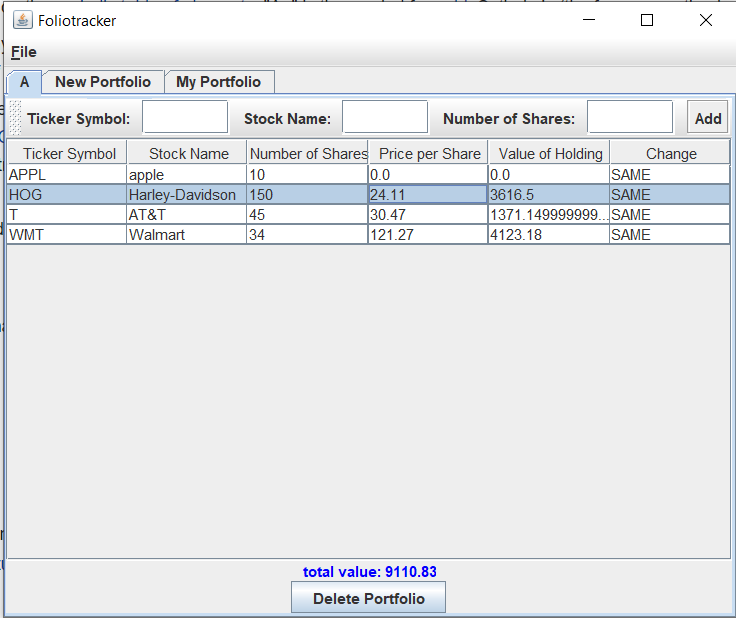 Foliotracker
File
A New Portfolio My Portfolio
Ticker Symbol: Stock Name: Number of Shares: Add
Ticker Symbol Stock Name Number of Shares Price per Share Value of Holding Change
APPL apple 10 0.0 0.0 SAME
HOG Harley-Davidson 150 24.11 3616.5 SAME
T AT&T 45 30.47 1371.149999999... SAME
WMT Walmart 34 121.27 4123.18 SAME
total value: 9110.83
Delete Portfolio